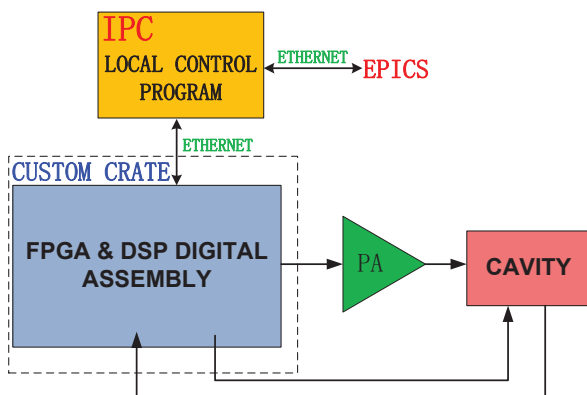 IPC
LOCAL CONTROL
PROGRAM
ETHERNET
EPICS
ETHERNET
CUSTOM CRATE
FPGA & DSP DIGITAL
ASSEMBLY
PA
CAVITY